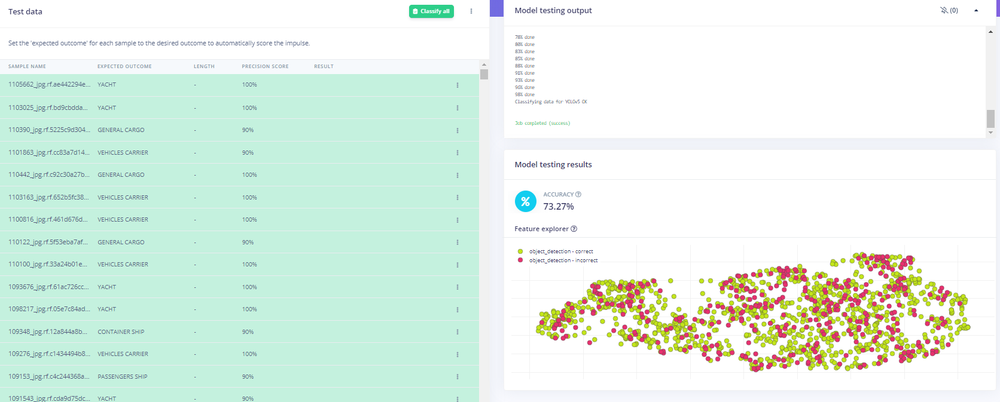 Test data
Classify all
Set the 'expected outcome' for each sample to the desired outcome to automatically score the impulse.
SAMPLE NAME EXPECTED OUTCOME LENGTH PRECISION SCORE RESULT
1105662_jpg.rf.ae442294e... YACHT - 100%
1103025_jpg.rf.bd9cbdda... YACHT - 100%
110390_jpg.rf.5225c9d304... GENERAL CARGO - 90%
1101863_jpg.rf.cc83a7d14... VEHICLES CARRIER - 90%
110442_jpg.rf.c92c30a27b... GENERAL CARGO - 100%
1103163_jpg.rf.652b5fc38... VEHICLES CARRIER - 100%
1100816_jpg.rf.461d676d... VEHICLES CARRIER - 100%
110122_jpg.rf.5f53eba7af... GENERAL CARGO - 90%
110100_jpg.rf.33a24b01e... VEHICLES CARRIER - 100%
1093676_jpg.rf.61ac726cc... YACHT - 100%
1098217_jpg.rf.05e7c84ad... YACHT - 100%
109348_jpg.rf.12a844a8b... CONTAINER SHIP - 90%
109276_jpg.rf.c1434494b8... VEHICLES CARRIER - 100%
109153_jpg.rf.c4c244368a... PASSENGERS SHIP - 90%
1091543_jpg.rf.cda9d75dc... YACHT - 90%
Model testing output
(0)
78% done
80% done
83% done
85% done
88% done
91% done
93% done
96% done
98% done
Classifying data for YOLOv5 OK
Job completed (success)
Model testing results
%
ACCURACY
73.27%
Feature explorer
object_detection - correct
object_detection - incorrect